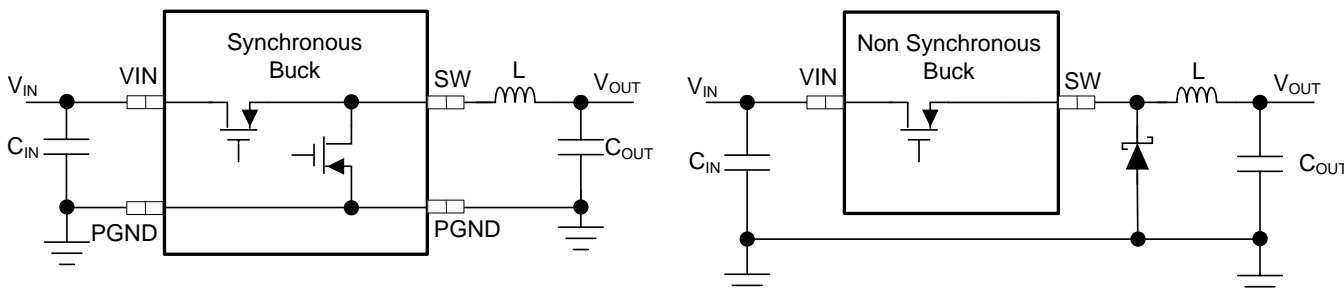 Synchronous
Buck
V_IN
VIN
SW
L
V_OUT
C_IN
C_OUT
PGND
PGND
Non Synchronous
Buck
V_IN
VIN
SW
L
V_OUT
C_IN
C_OUT